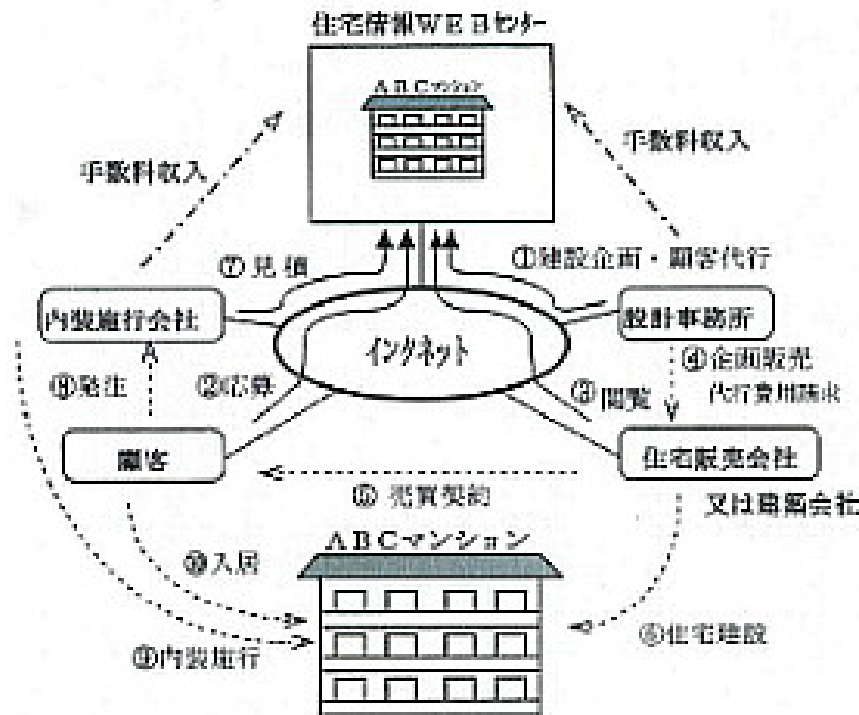 住宅情報WEBセンター
ABCマンション
手数料収入
手数料収入
⑦見積
①建設企画・顧客代行
内装施行会社
設計事務所
インタネット
⑧発注
②応募
③閲覧
④企画販売
代行費用請求
顧客
住宅販売会社
⑤売買契約
又は建築会社
ABCマンション
⑩入居
⑨内装施行
⑥住宅建設